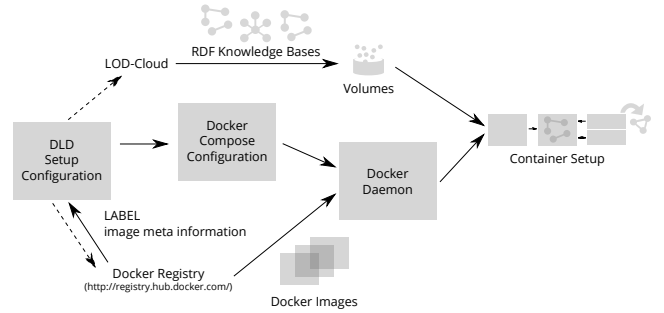 RDF Knowledge Bases
LOD-Cloud
Volumes
DLD
Setup
Configuration
Docker
Compose
Configuration
Docker
Daemon
Container Setup
LABEL
image meta information
Docker Registry
(http://registry.hub.docker.com/)
Docker Images